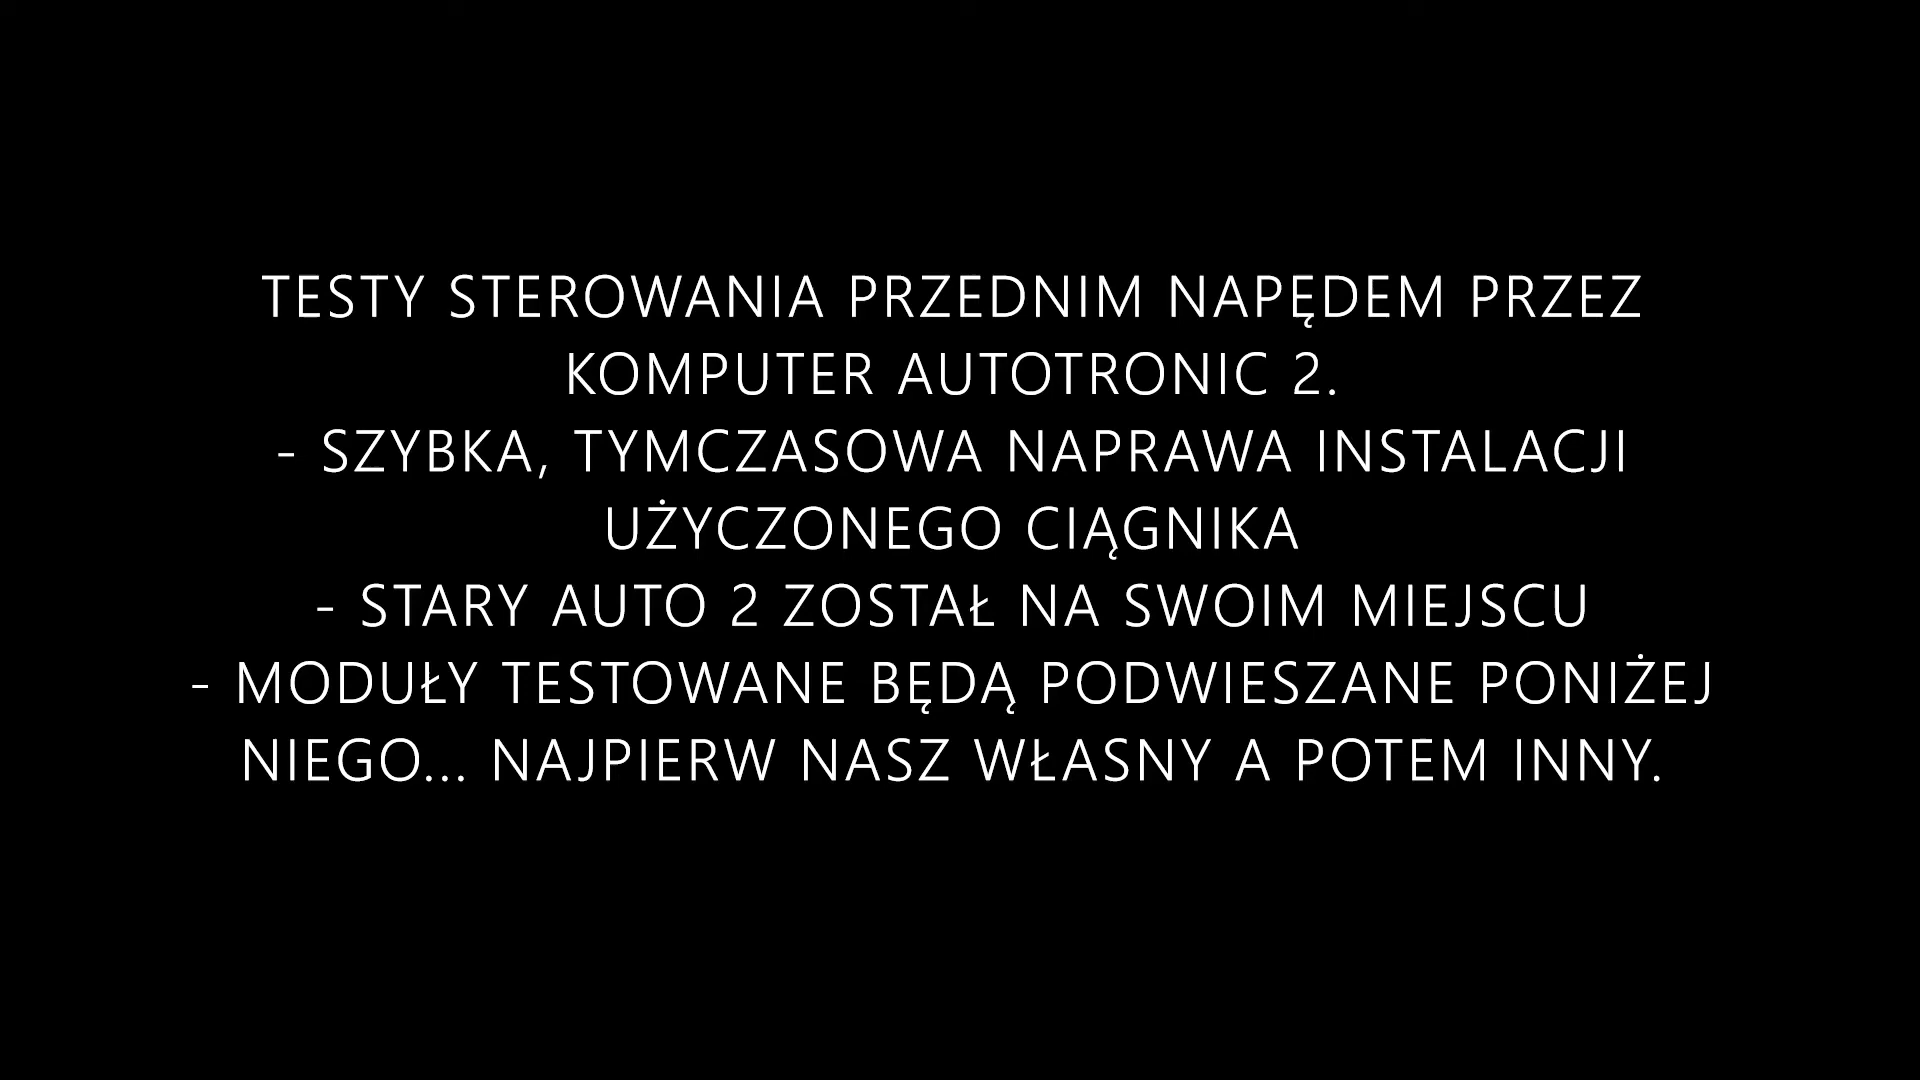 TESTY STEROWANIA PRZEDNIM NAPĘDEM PRZEZ
KOMPUTER AUTOTRONIC 2.
- SZYBKA, TYMCZASOWA NAPRAWA INSTALACJI
UŻYCZONEGO CIĄGNIKA
- STARY AUTO 2 ZOSTAŁ NA SWOIM MIEJSCU
- MODUŁY TESTOWANE BĘDĄ PODWIESZANE PONIŻEJ
NIEGO... NAJPIERW NASZ WŁASNY A POTEM INNY.